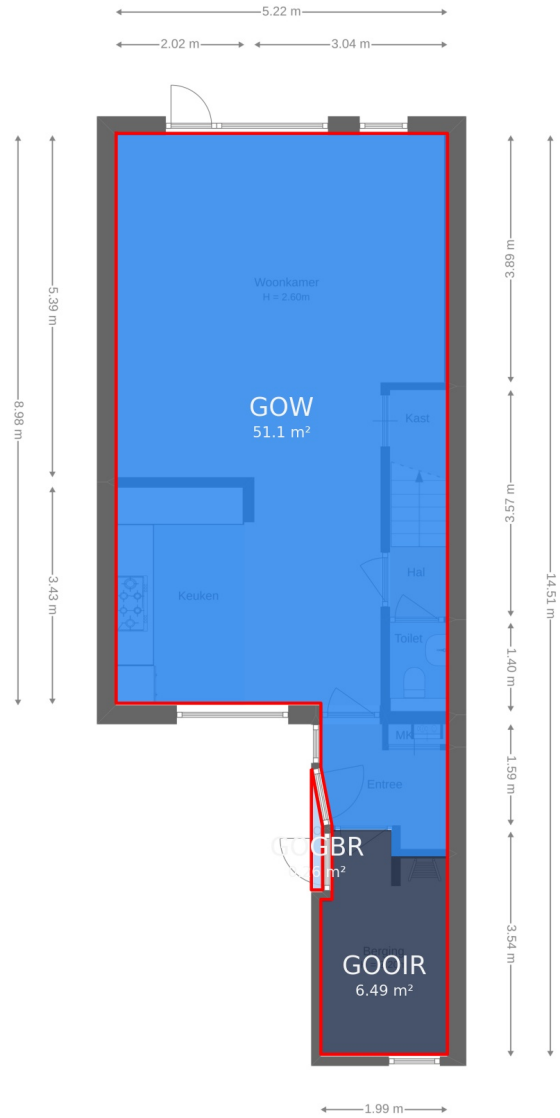 5.22 m
2.02 m
3.04 m
3.89 m
5.39 m
8.98 m
Woonkamer
H = 2.60m
GOW
51.1 m²
Kast
3.57 m
14.51 m
3.43 m
Hal
Keuken
Toilet
1.40 m
MK
1.59 m
Entree
GOGBR
m²
3.54 m
Berging
GOOIR
6.49 m²
1.99 m